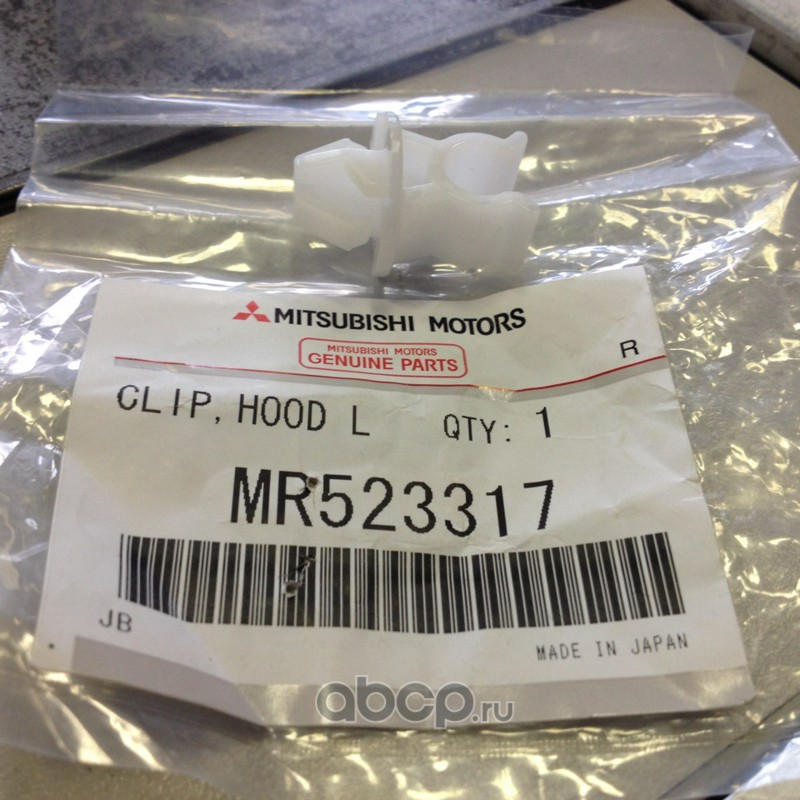 MITSUBISHI MOTORS
MITSUBISHI MOTORS
GENUINE PARTS
R
CLIP, HOOD L QTY: 1
MR523317
JB
MADE IN JAPAN
abcp.ru